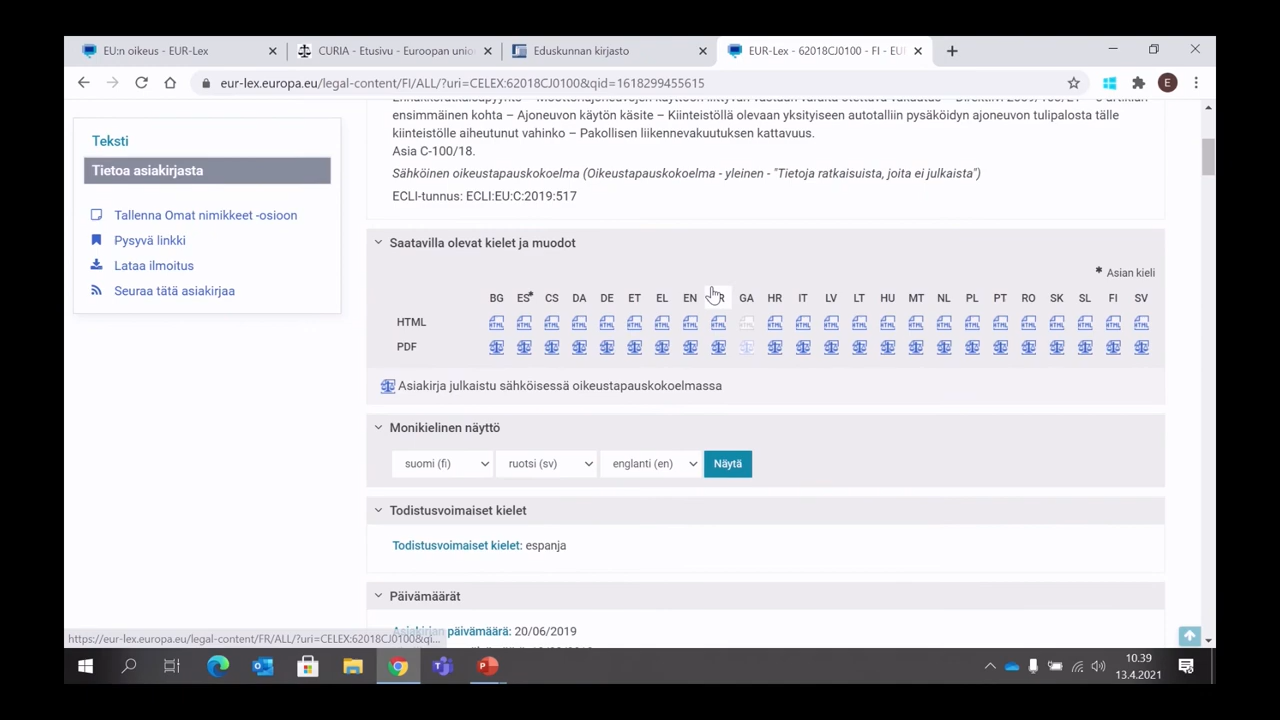 EU:n oikeus - EUR-Lex
CURIA - Etusivu - Euroopan unio
Eduskunnan kirjasto
EUR-Lex - 62018CJ0100 - FI - EUF
eur-lex.europa.eu/legal-content/FI/ALL/?uri=CELEX:62018CJ0100&qid=1618299455615
E
Teksti
Tietoa asiakirjasta
Tallenna Omat nimikkeet -osioon
Pysyvä linkki
Lataa ilmoitus
Seuraa tätä asiakirjaa
ensimmäinen kohta – Ajoneuvon käytön käsite – Kiinteistöllä olevaan yksityiseen autotalliin pysäköidyn ajoneuvon tulipalosta tälle
kiinteistölle aiheutunut vahinko – Pakollisen liikennevakuutuksen kattavuus.
Asia C-100/18.
Sähköinen oikeustapauskokoelma (Oikeustapauskokoelma - yleinen - "Tietoja ratkaisuista, joita ei julkaista")
ECLI-tunnus: ECLI:EU:C:2019:517
Saatavilla olevat kielet ja muodot
* Asian kieli
BG ES* CS DA DE ET EL EN R GA HR IT LV LT HU MT NL PL PT RO SK SL FI SV
HTML
PDF
Asiakirja julkaistu sähköisessä oikeustapauskokoelmassa
Monikielinen näyttö
suomi (fi) ruotsi (sv) englanti (en) Näytä
Todistusvoimaiset kielet
Todistusvoimaiset kielet: espanja
Päivämäärät
Asiakirjan päivämäärä: 20/06/2019
https://eur-lex.europa.eu/legal-content/FR/ALL/?uri=CELEX:62018CJ0100&qi...
10.39
13.4.2021